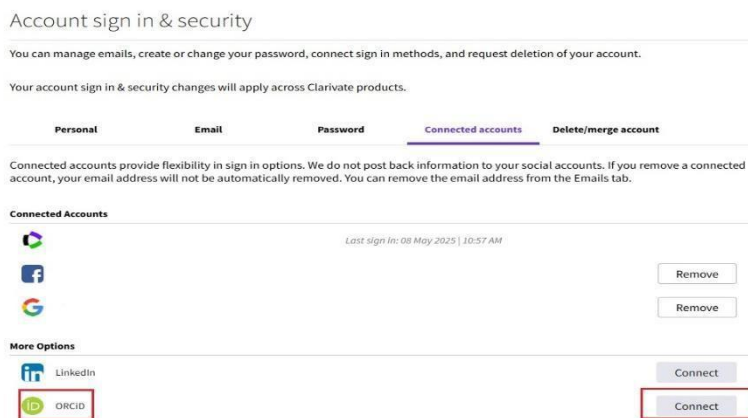 Account sign in & security
You can manage emails, create or change your password, connect sign in methods, and request deletion of your account.
Your account sign in & security changes will apply across Clarivate products.
Personal Email Password Connected accounts Delete/merge account
Connected accounts provide flexibility in sign in options. We do not post back information to your social accounts. If you remove a connected
account, your email address will not be automatically removed. You can remove the email address from the Emails tab.
Connected Accounts
Last sign in: 08 May 2025 | 10:57 AM
f Remove
G Remove
More Options
in LinkedIn Connect
iD ORCiD Connect